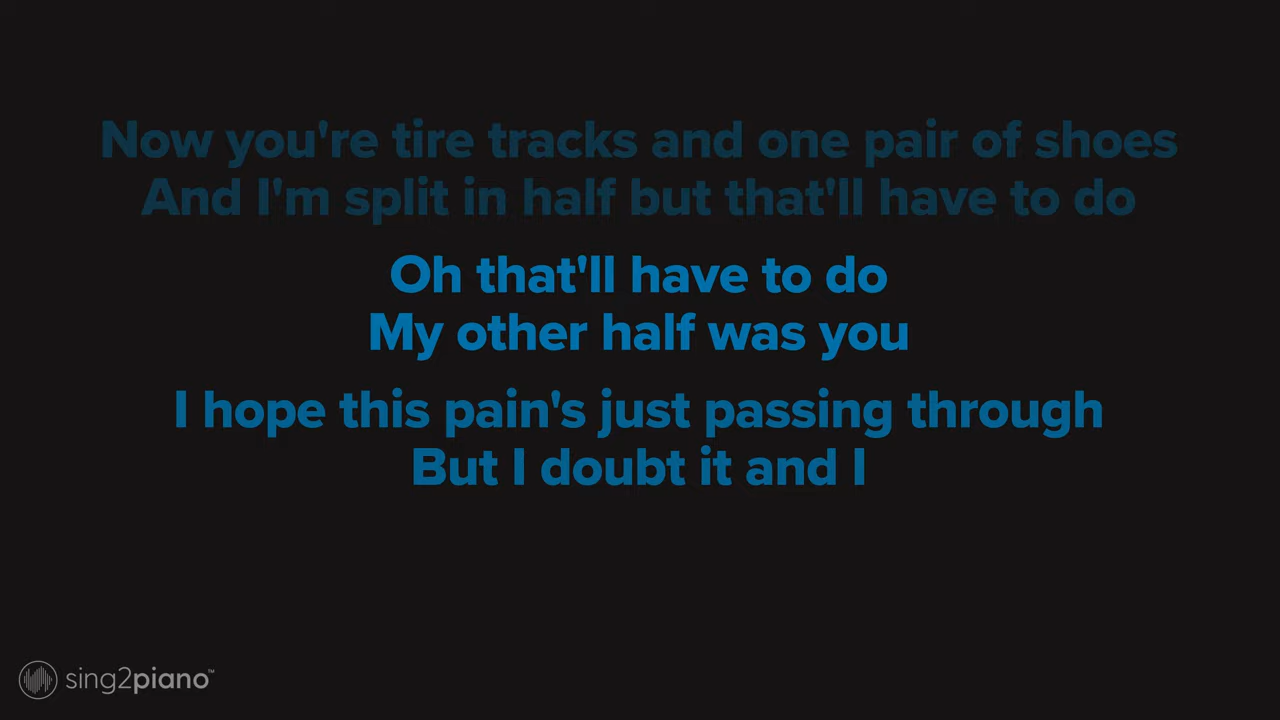 Now you're tire tracks and one pair of shoes
And I'm split in half but that'll have to do
Oh that'll have to do
My other half was you
I hope this pain's just passing through
But I doubt it and I
sing2piano™